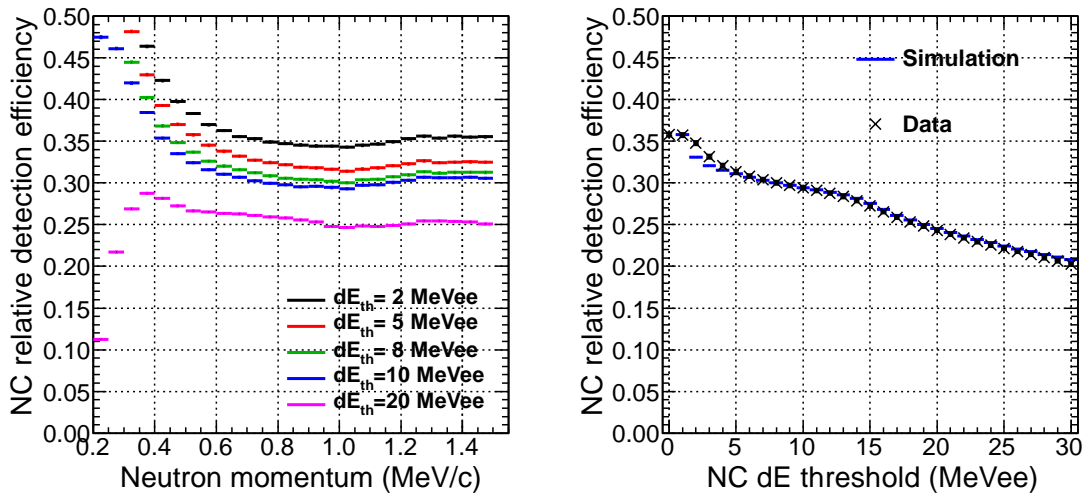 NC relative detection efficiency
0.50
0.45
0.40
0.35
0.30
0.25
0.20
0.15
0.10
0.05
0.00
dE_th= 2 MeVee
dE_th= 5 MeVee
dE_th= 8 MeVee
dE_th=10 MeVee
dE_th=20 MeVee
0.2 0.4 0.6 0.8 1.0 1.2 1.4
Neutron momentum (MeV/c)
NC relative detection efficiency
0.50
0.45
0.40
0.35
0.30
0.25
0.20
0.15
0.10
0.05
0.00
Simulation
Data
0 5 10 15 20 25 30
NC dE threshold (MeVee)